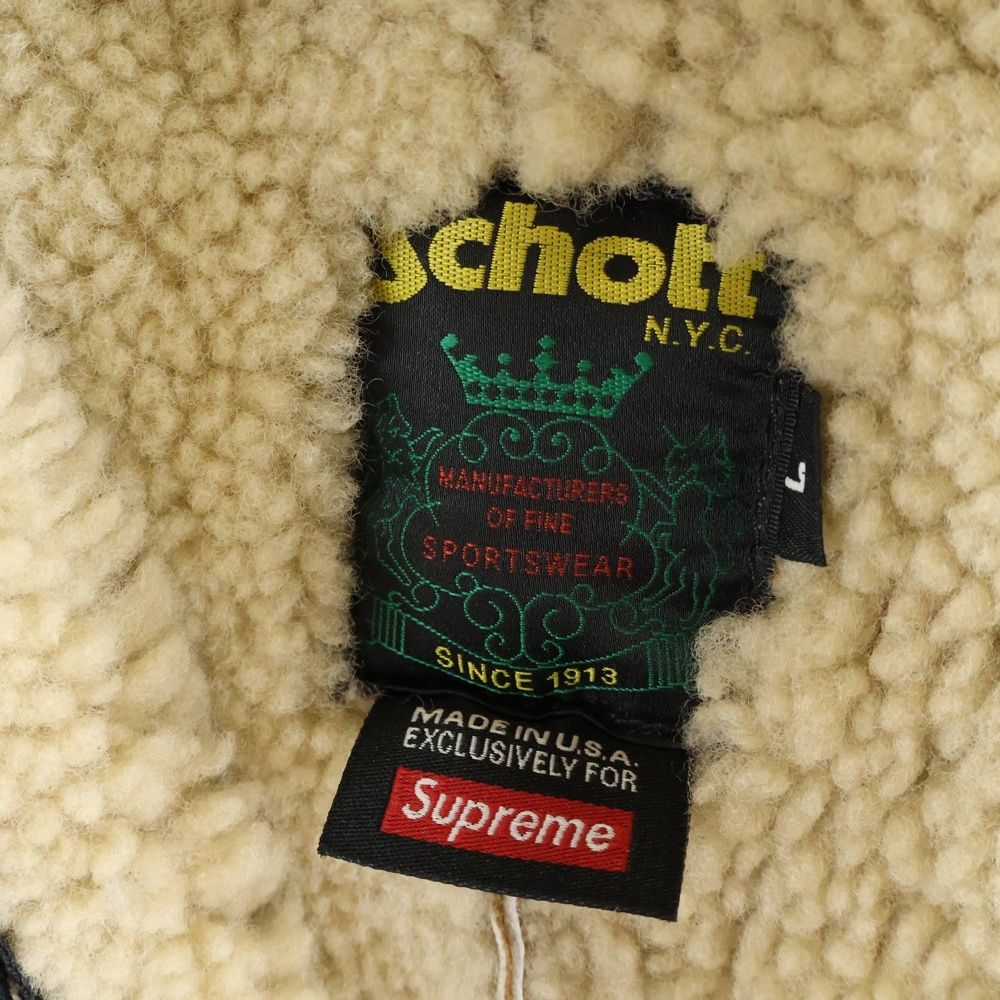 Schott
N.Y.C.
MANUFACTURERS
OF FINE
SPORTSWEAR
SINCE 1913
L
MADE IN U.S.A.
EXCLUSIVELY FOR
Supreme